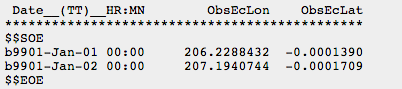 Date__(TT)__HR:MN ObsEcLon ObsEcLat
***********************************************
$$SOE
b9901-Jan-01 00:00 206.2288432 -0.0001390
b9901-Jan-02 00:00 207.1940744 -0.0001709
$$EOE